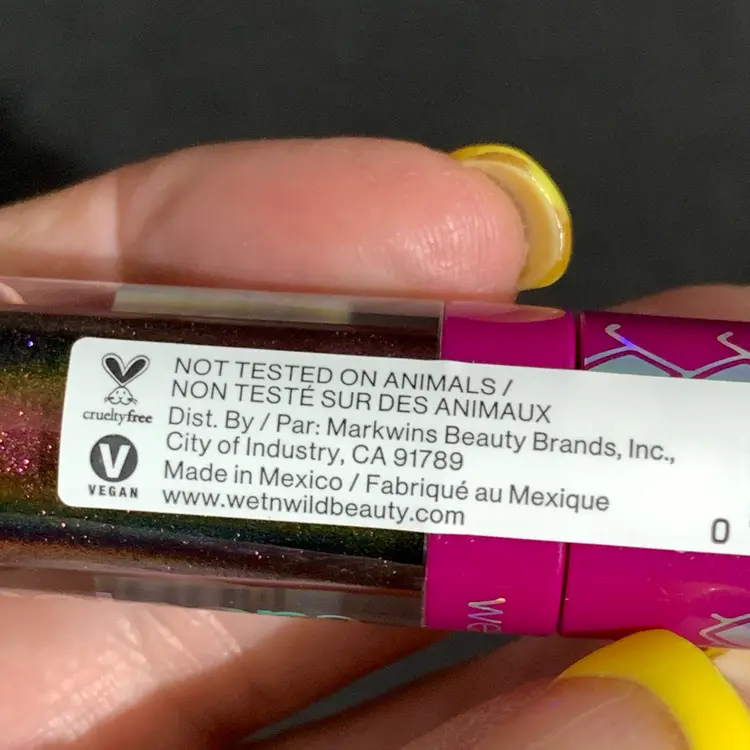 NOT TESTED ON ANIMALS /
NON TESTÉ SUR DES ANIMAUX
crueltyfree
Dist. By / Par: Markwins Beauty Brands, Inc.,
City of Industry, CA 91789
V
VEGAN
Made in Mexico / Fabriqué au Mexique
www.wetnwildbeauty.com
0
we